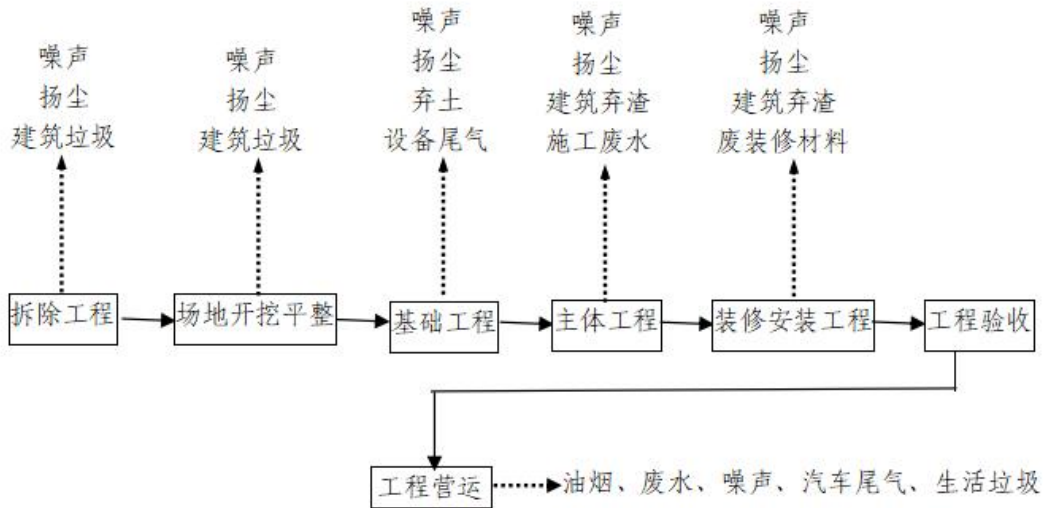 噪声
扬尘
建筑垃圾
噪声
扬尘
建筑垃圾
噪声
扬尘
弃土
设备尾气
噪声
扬尘
建筑弃渣
施工废水
噪声
扬尘
建筑弃渣
废装修材料
拆除工程
场地开挖平整
基础工程
主体工程
装修安装工程
工程验收
工程营运
油烟、废水、噪声、汽车尾气、生活垃圾